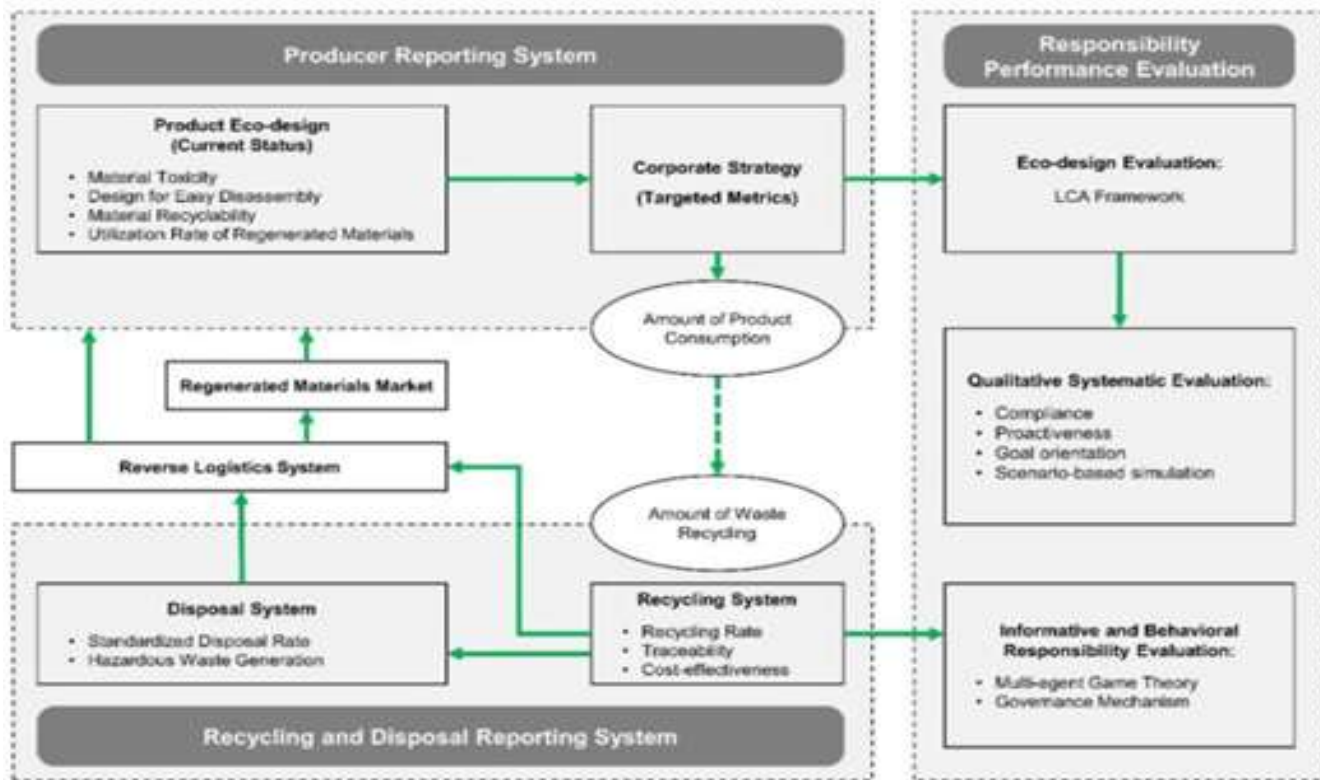 Producer Reporting System
Product Eco-design
(Current Status)
• Material Toxicity
• Design for Easy Disassembly
• Material Recyclability
• Utilization Rate of Regenerated Materials
Corporate Strategy
(Targeted Metrics)
Amount of Product
Consumption
Regenerated Materials Market
Reverse Logistics System
Amount of Waste
Recycling
Disposal System
• Standardized Disposal Rate
• Hazardous Waste Generation
Recycling System
• Recycling Rate
• Traceability
• Cost-effectiveness
Recycling and Disposal Reporting System
Responsibility
Performance Evaluation
Eco-design Evaluation:
LCA Framework
Qualitative Systematic Evaluation:
• Compliance
• Proactiveness
• Goal orientation
• Scenario-based simulation
Informative and Behavioral
Responsibility Evaluation:
• Multi-agent Game Theory
• Governance Mechanism